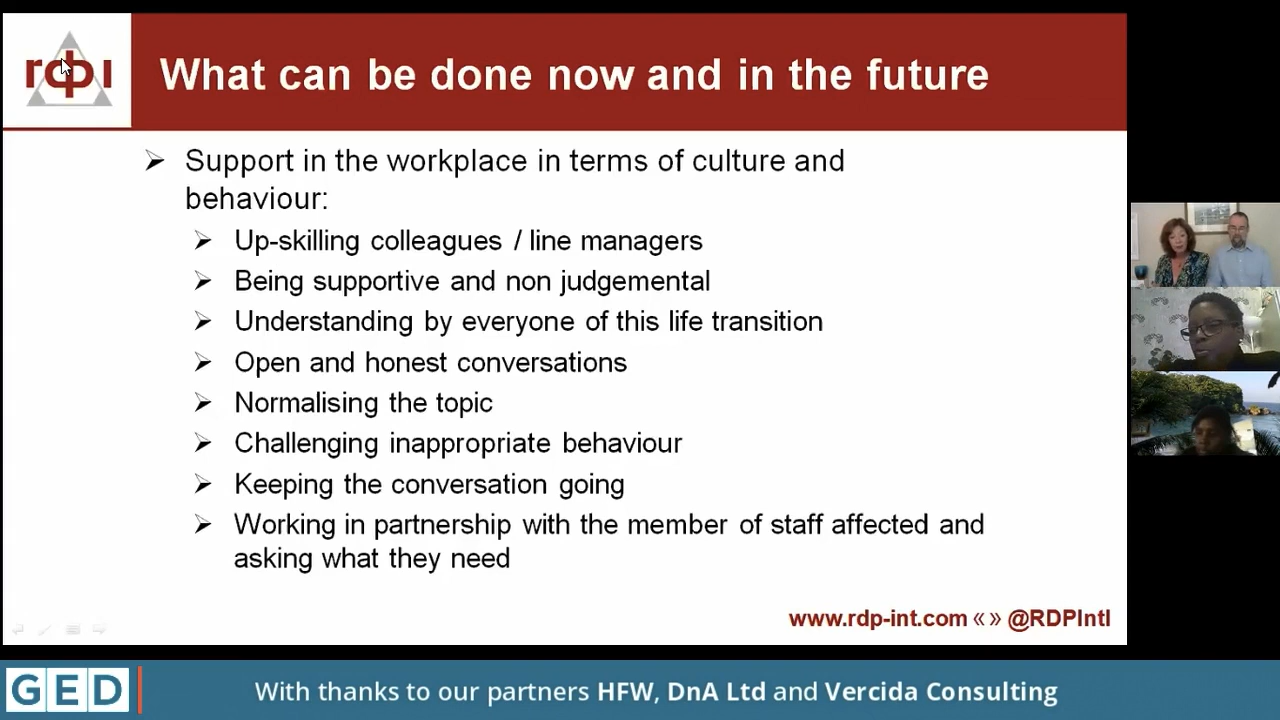 rdpi
What can be done now and in the future
Support in the workplace in terms of culture and
behaviour:
Up-skilling colleagues / line managers
Being supportive and non judgemental
Understanding by everyone of this life transition
Open and honest conversations
Normalising the topic
Challenging inappropriate behaviour
Keeping the conversation going
Working in partnership with the member of staff affected and
asking what they need
www.rdp-int.com «» @RDPIntl
GED
With thanks to our partners HFW, DnA Ltd and Vercida Consulting